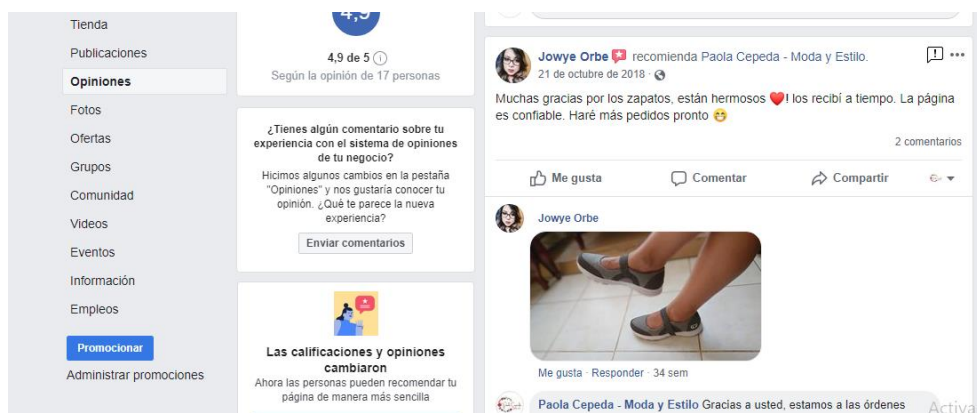 Tienda
Publicaciones
Opiniones
Fotos
Ofertas
Grupos
Comunidad
Videos
Eventos
Información
Empleos
Promocionar
Administrar promociones
4,9
4,9 de 5
Según la opinión de 17 personas
¿Tienes algún comentario sobre tu
experiencia con el sistema de opiniones
de tu negocio?
Hicimos algunos cambios en la pestaña
"Opiniones" y nos gustaría conocer tu
opinión. ¿Qué te parece la nueva
experiencia?
Enviar comentarios
Las calificaciones y opiniones
cambiaron
Ahora las personas pueden recomendar tu
página de manera más sencilla
Jowye Orbe recomienda Paola Cepeda - Moda y Estilo.
21 de octubre de 2018 ·
Muchas gracias por los zapatos, están hermosos ❤! los recibí a tiempo. La página
es confiable. Haré más pedidos pronto 😁
2 comentarios
Me gusta Comentar Compartir
Jowye Orbe
Me gusta · Responder · 34 sem
Paola Cepeda - Moda y Estilo Gracias a usted, estamos a las órdenes
Activa